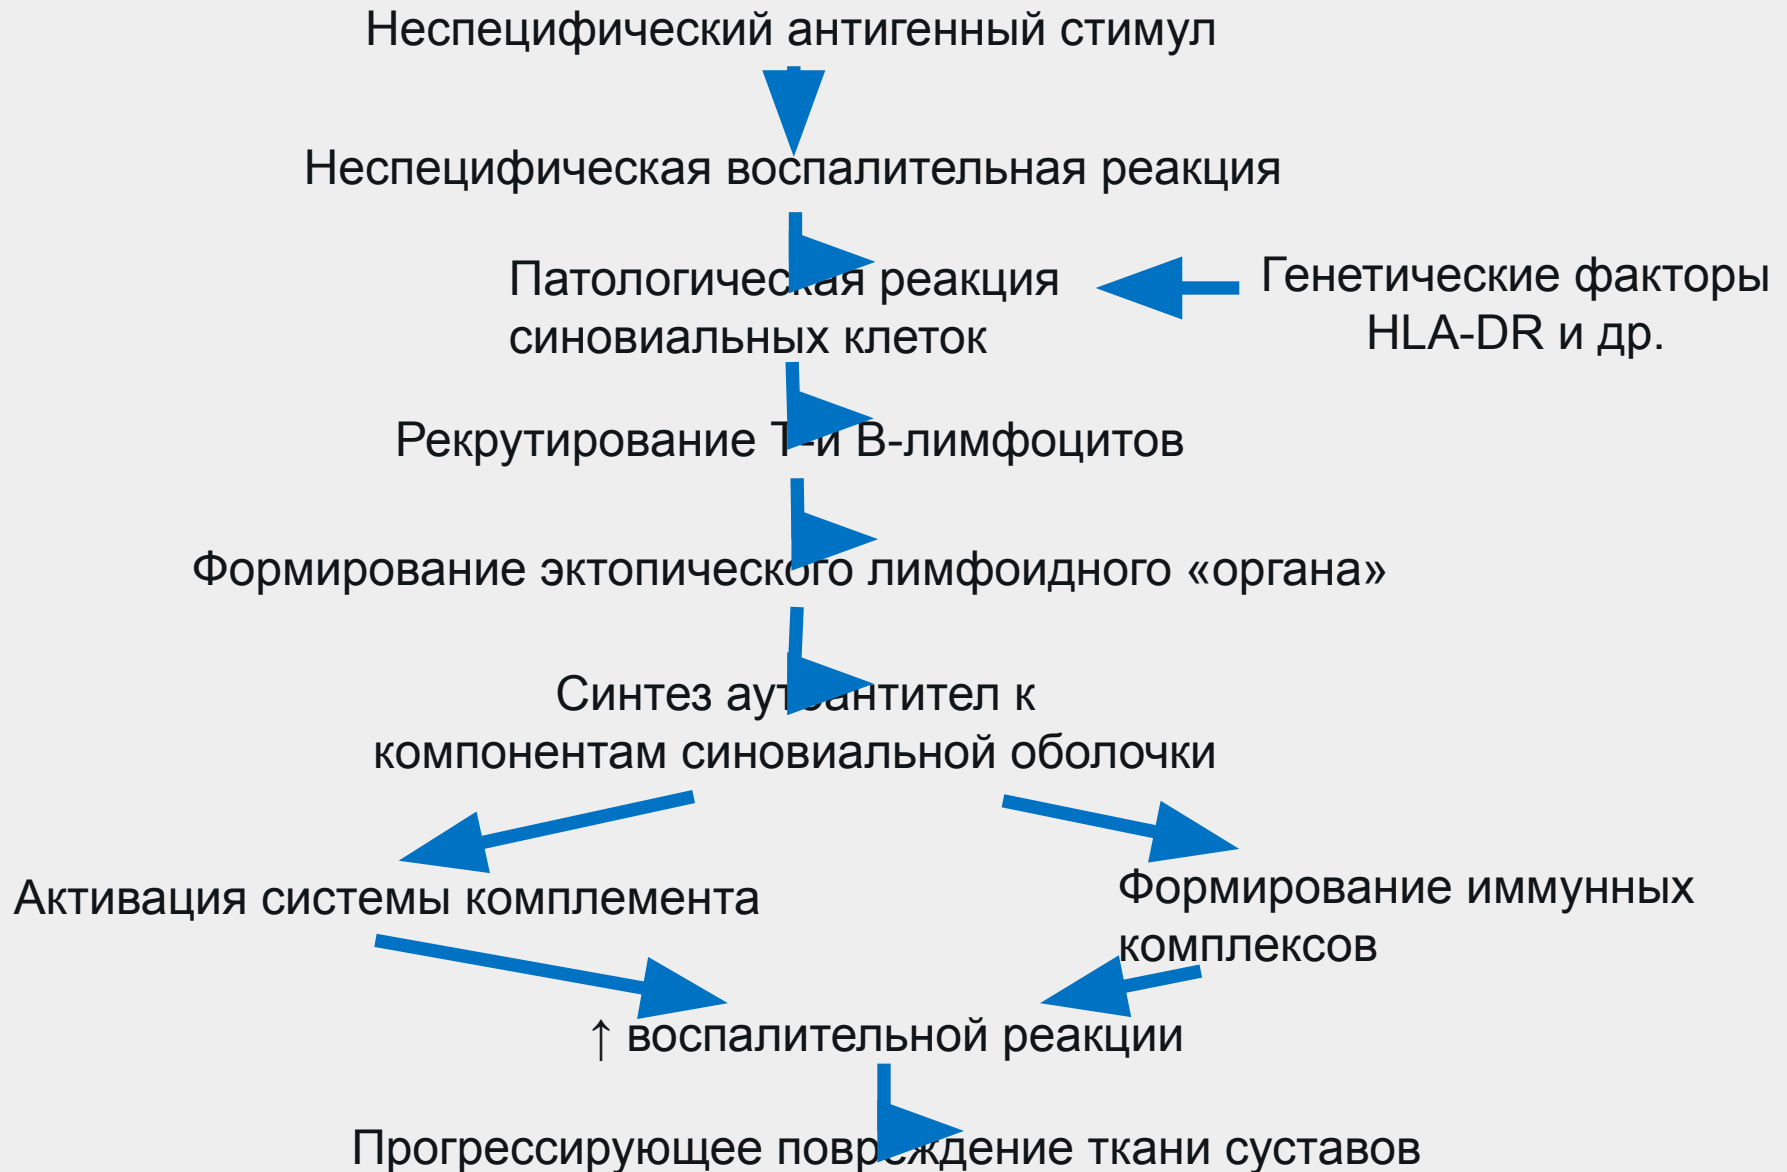 Неспецифический антигенный стимул
Неспецифическая воспалительная реакция
Патологическая реакция
синовиальных клеток
Генетические факторы
HLA-DR и др.
Рекрутирование Т-и В-лимфоцитов
Формирование эктопического лимфоидного «органа»
Синтез аутоантител к
компонентам синовиальной оболочки
Активация системы комплемента
Формирование иммунных
комплексов
↑ воспалительной реакции
Прогрессирующее повреждение ткани суставов